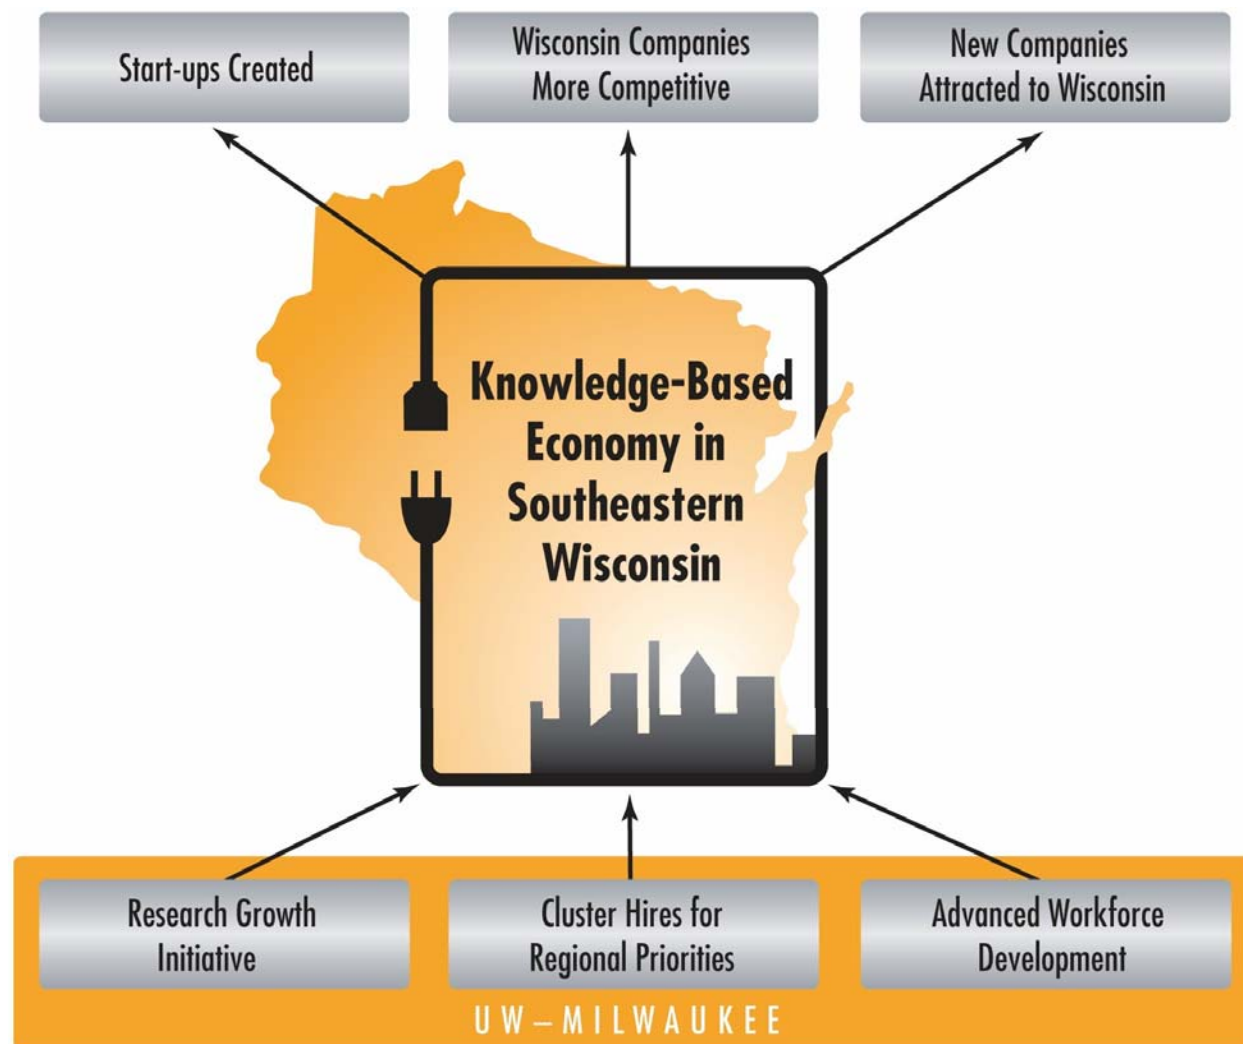 Start-ups Created
Wisconsin Companies
More Competitive
New Companies
Attracted to Wisconsin
Knowledge-Based
Economy in
Southeastern
Wisconsin
Research Growth
Initiative
Cluster Hires for
Regional Priorities
Advanced Workforce
Development
UW–MILWAUKEE